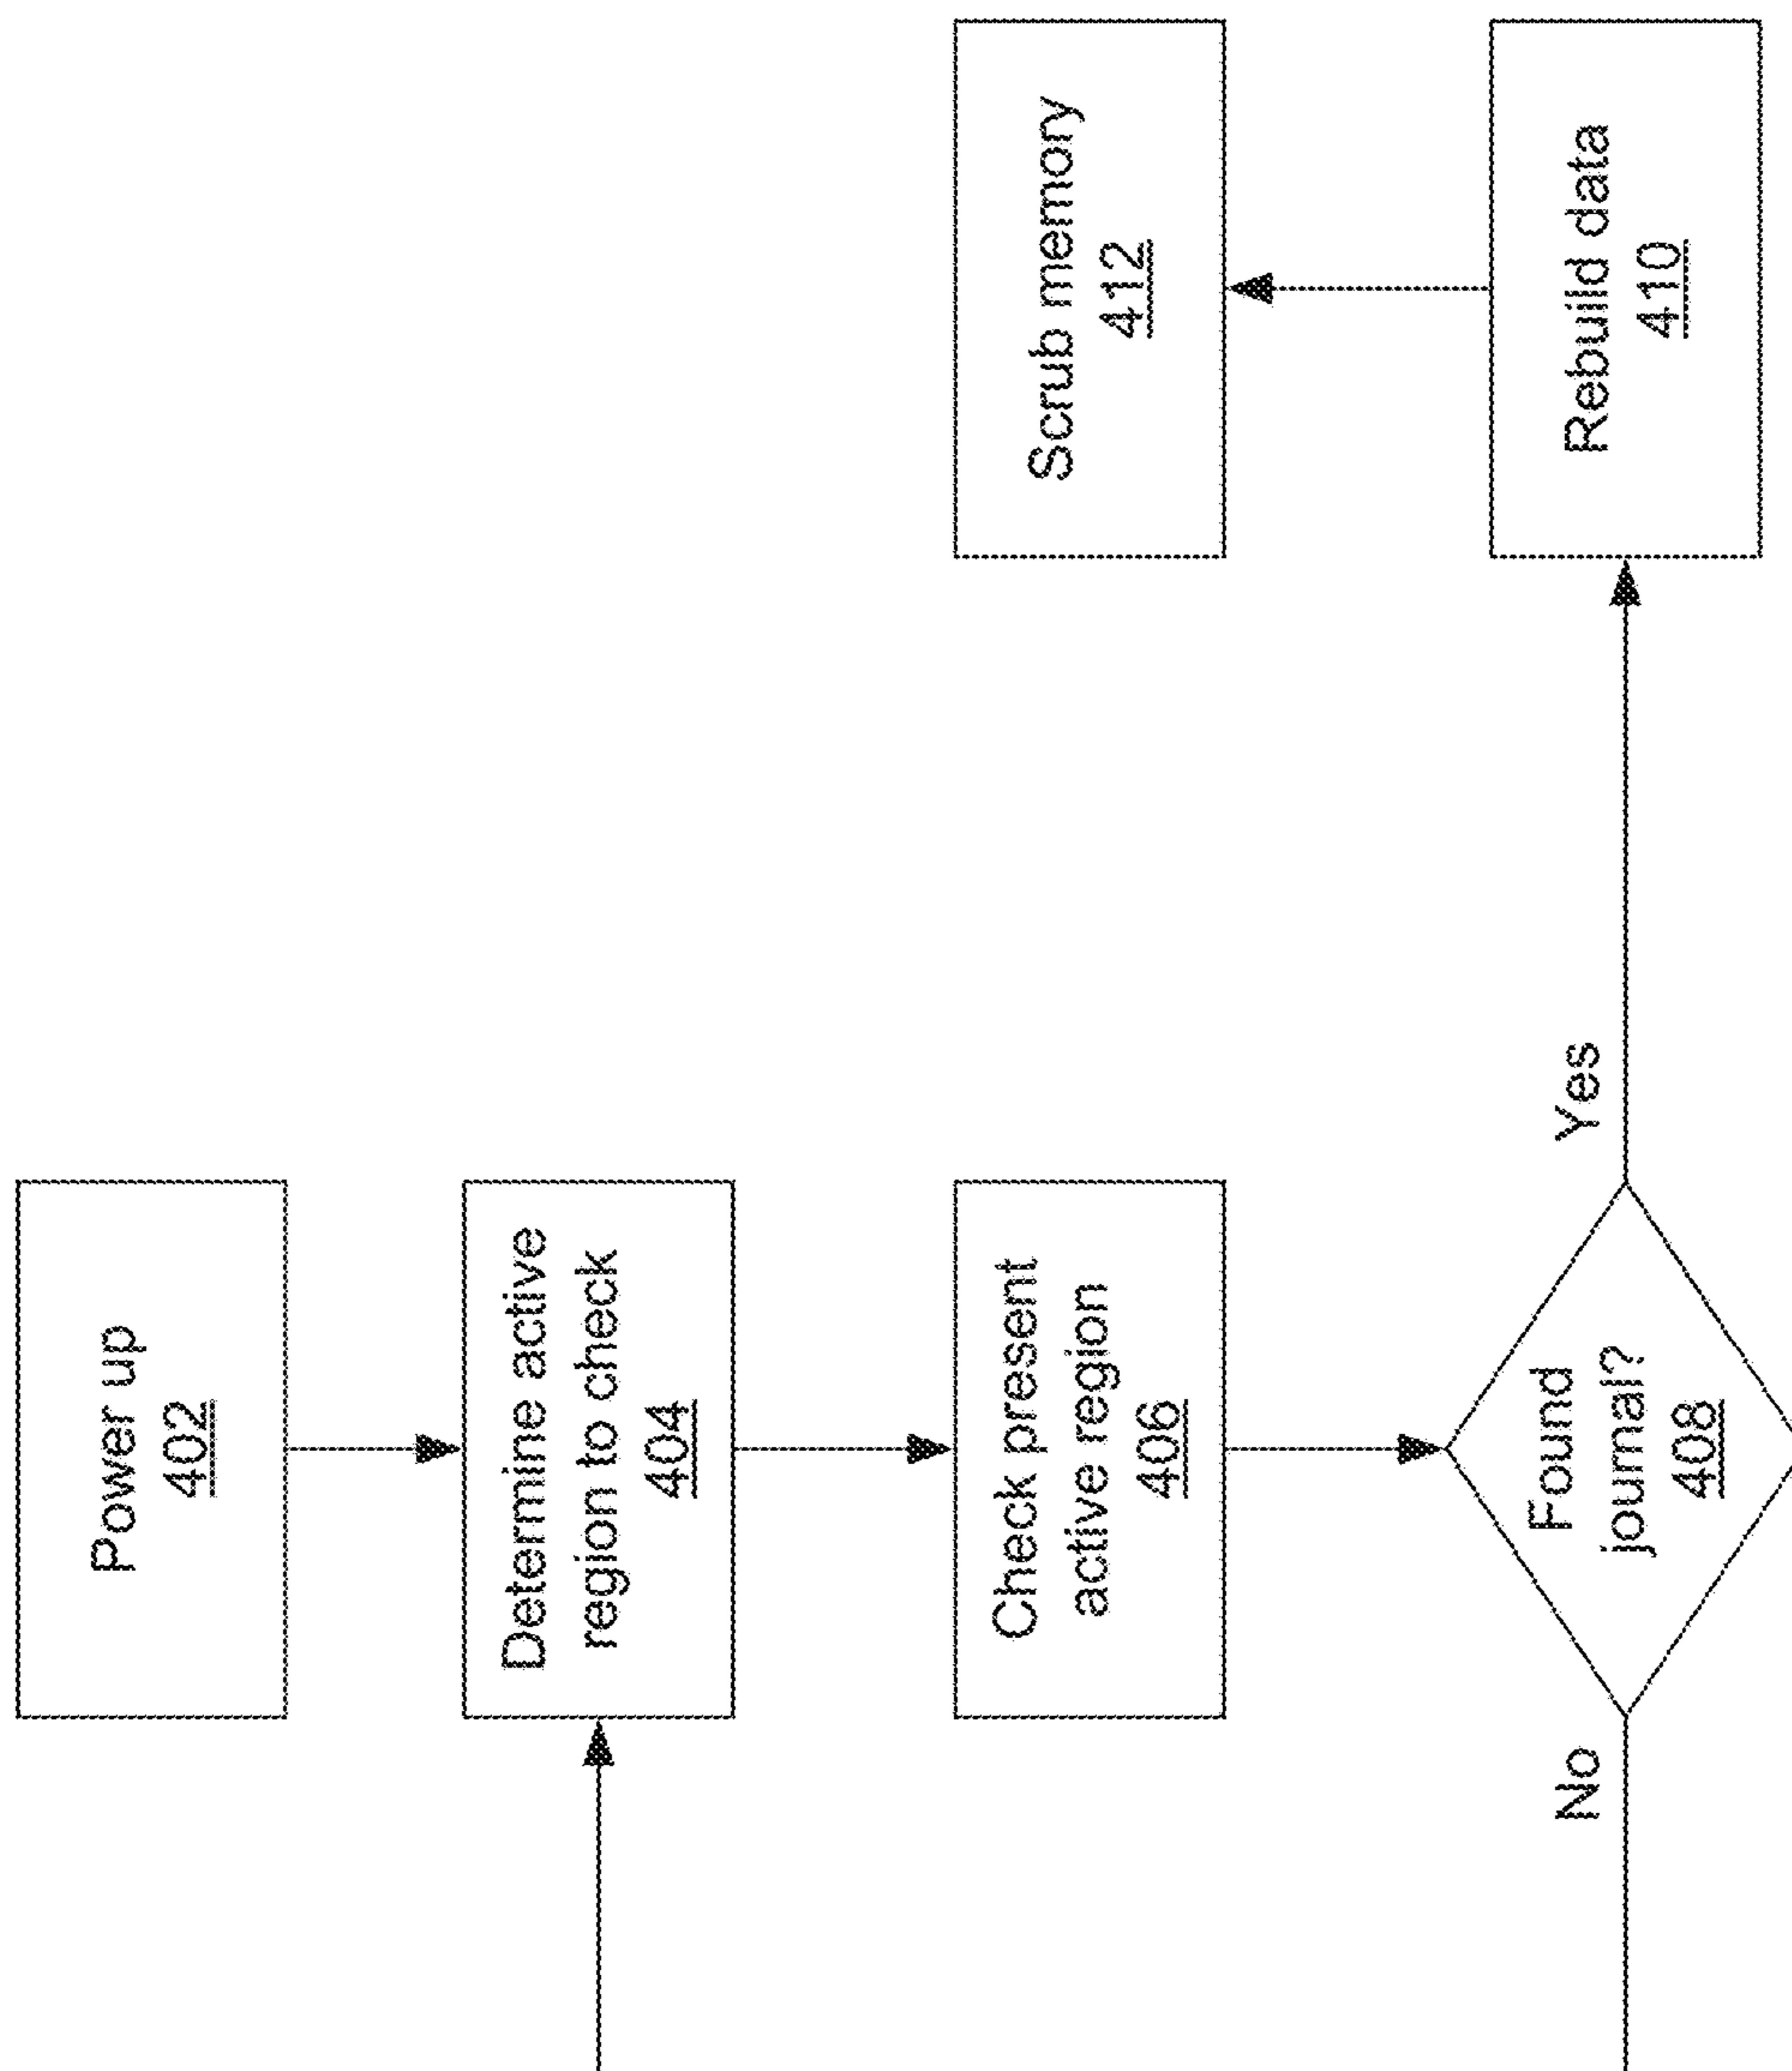 Power up
402
Determine active
region to check
404
Check present
active region
406
Found
journal?
408
No
Yes
Rebuild data
410
Scrub memory
412